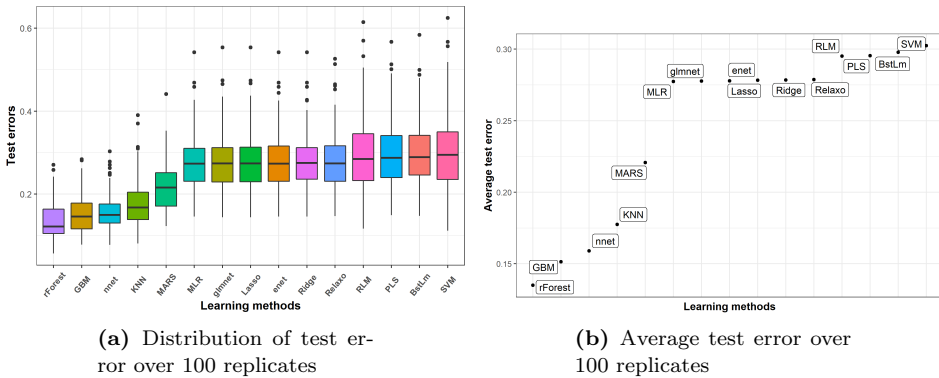 0.6
0.4
0.2
Test errors
rForest
GBM
nnet
KNN
MARS
MLR
glmnet
Lasso
enet
Ridge
Relaxo
RLM
PLS
BstLm
SVM
Learning methods
(a) Distribution of test er-
ror over 100 replicates
0.30
0.25
0.20
0.15
Average test error
rForest
GBM
nnet
KNN
MARS
MLR
glmnet
enet
Lasso
Ridge
Relaxo
RLM
PLS
BstLm
SVM
Learning methods
(b) Average test error over
100 replicates